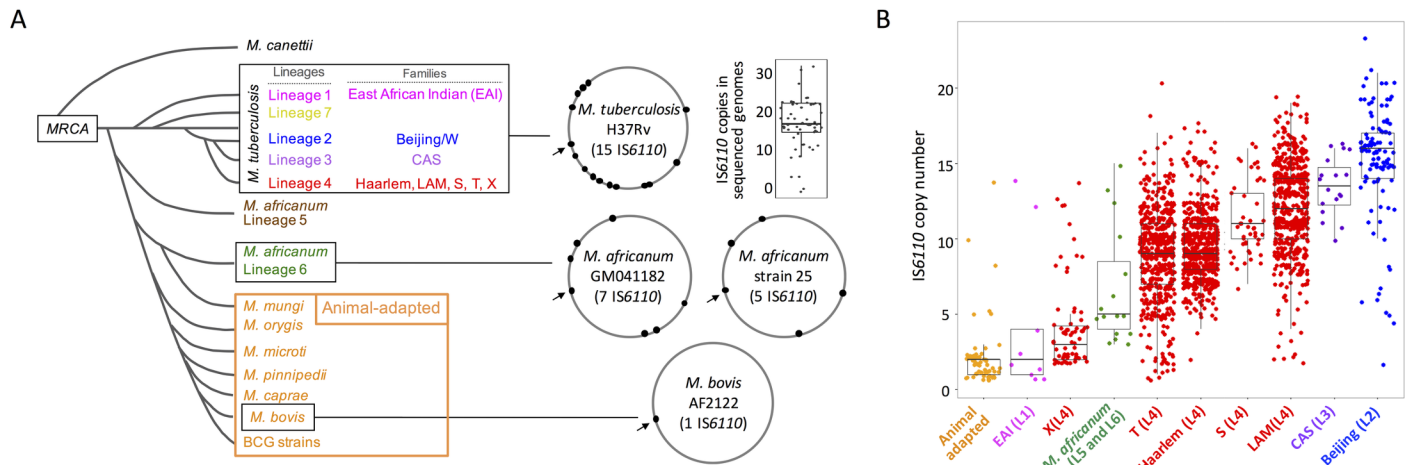 A
M. canettii
Lineages Families
M. tuberculosis
Lineage 1 East African Indian (EAI)
Lineage 7
Lineage 2 Beijing/W
Lineage 3 CAS
Lineage 4 Haarlem, LAM, S, T, X
MRCA
M. africanum
Lineage 5
M. africanum
Lineage 6
Animal-adapted
M. mungi
M. orygis
M. microti
M. pinnipedii
M. caprae
M. bovis
BCG strains
M. tuberculosis
H37Rv
(15 IS6110)
IS6110 copies in
sequenced genomes
30
20
10
0
M. africanum
GM041182
(7 IS6110)
M. africanum
strain 25
(5 IS6110)
M. bovis
AF2122
(1 IS6110)
B
IS6110 copy number
20
15
10
5
0
Animal
adapted
EAI (L1)
X(L4)
M. africanum
(L5 and L6)
T (L4)
Haarlem (L4)
S (L4)
LAM(L4)
CAS (L3)
Beijing (L2)